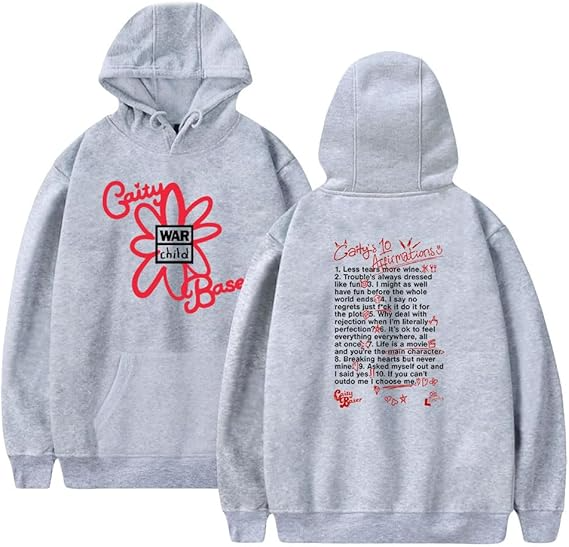 Caity
WAR
child
Baser
Caity's 10
Affirmations
1. Less tears more wine.
2. Trouble's always dressed
like fun 3. I might as well
have fun before the whole
world ends 4. I say no
regrets just f*ck it do it for
the plot 5. Why deal with
rejection when i'm literally
perfection? 6. It's ok to feel
everything everywhere, all
at once 7. Life is a movie
and you're the main character
8. Breaking hearts but never
mine 9. Asked myself out and
I said yes 10. If you can't
outdo me I choose me.
Caity
Baser